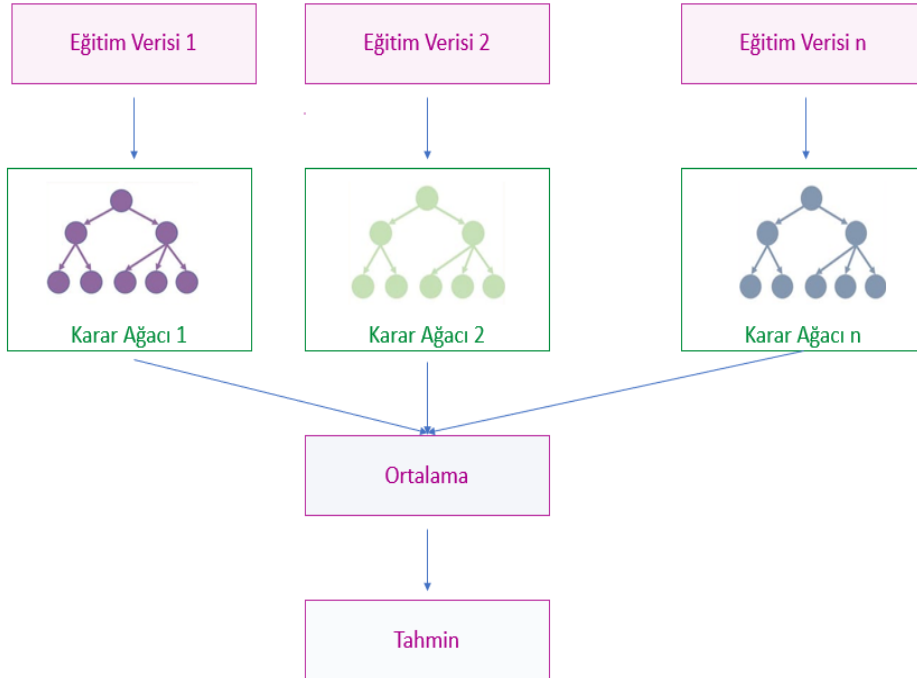 Eğitim Verisi 1
Eğitim Verisi 2
Eğitim Verisi n
Karar Ağacı 1
Karar Ağacı 2
Karar Ağacı n
Ortalama
Tahmin